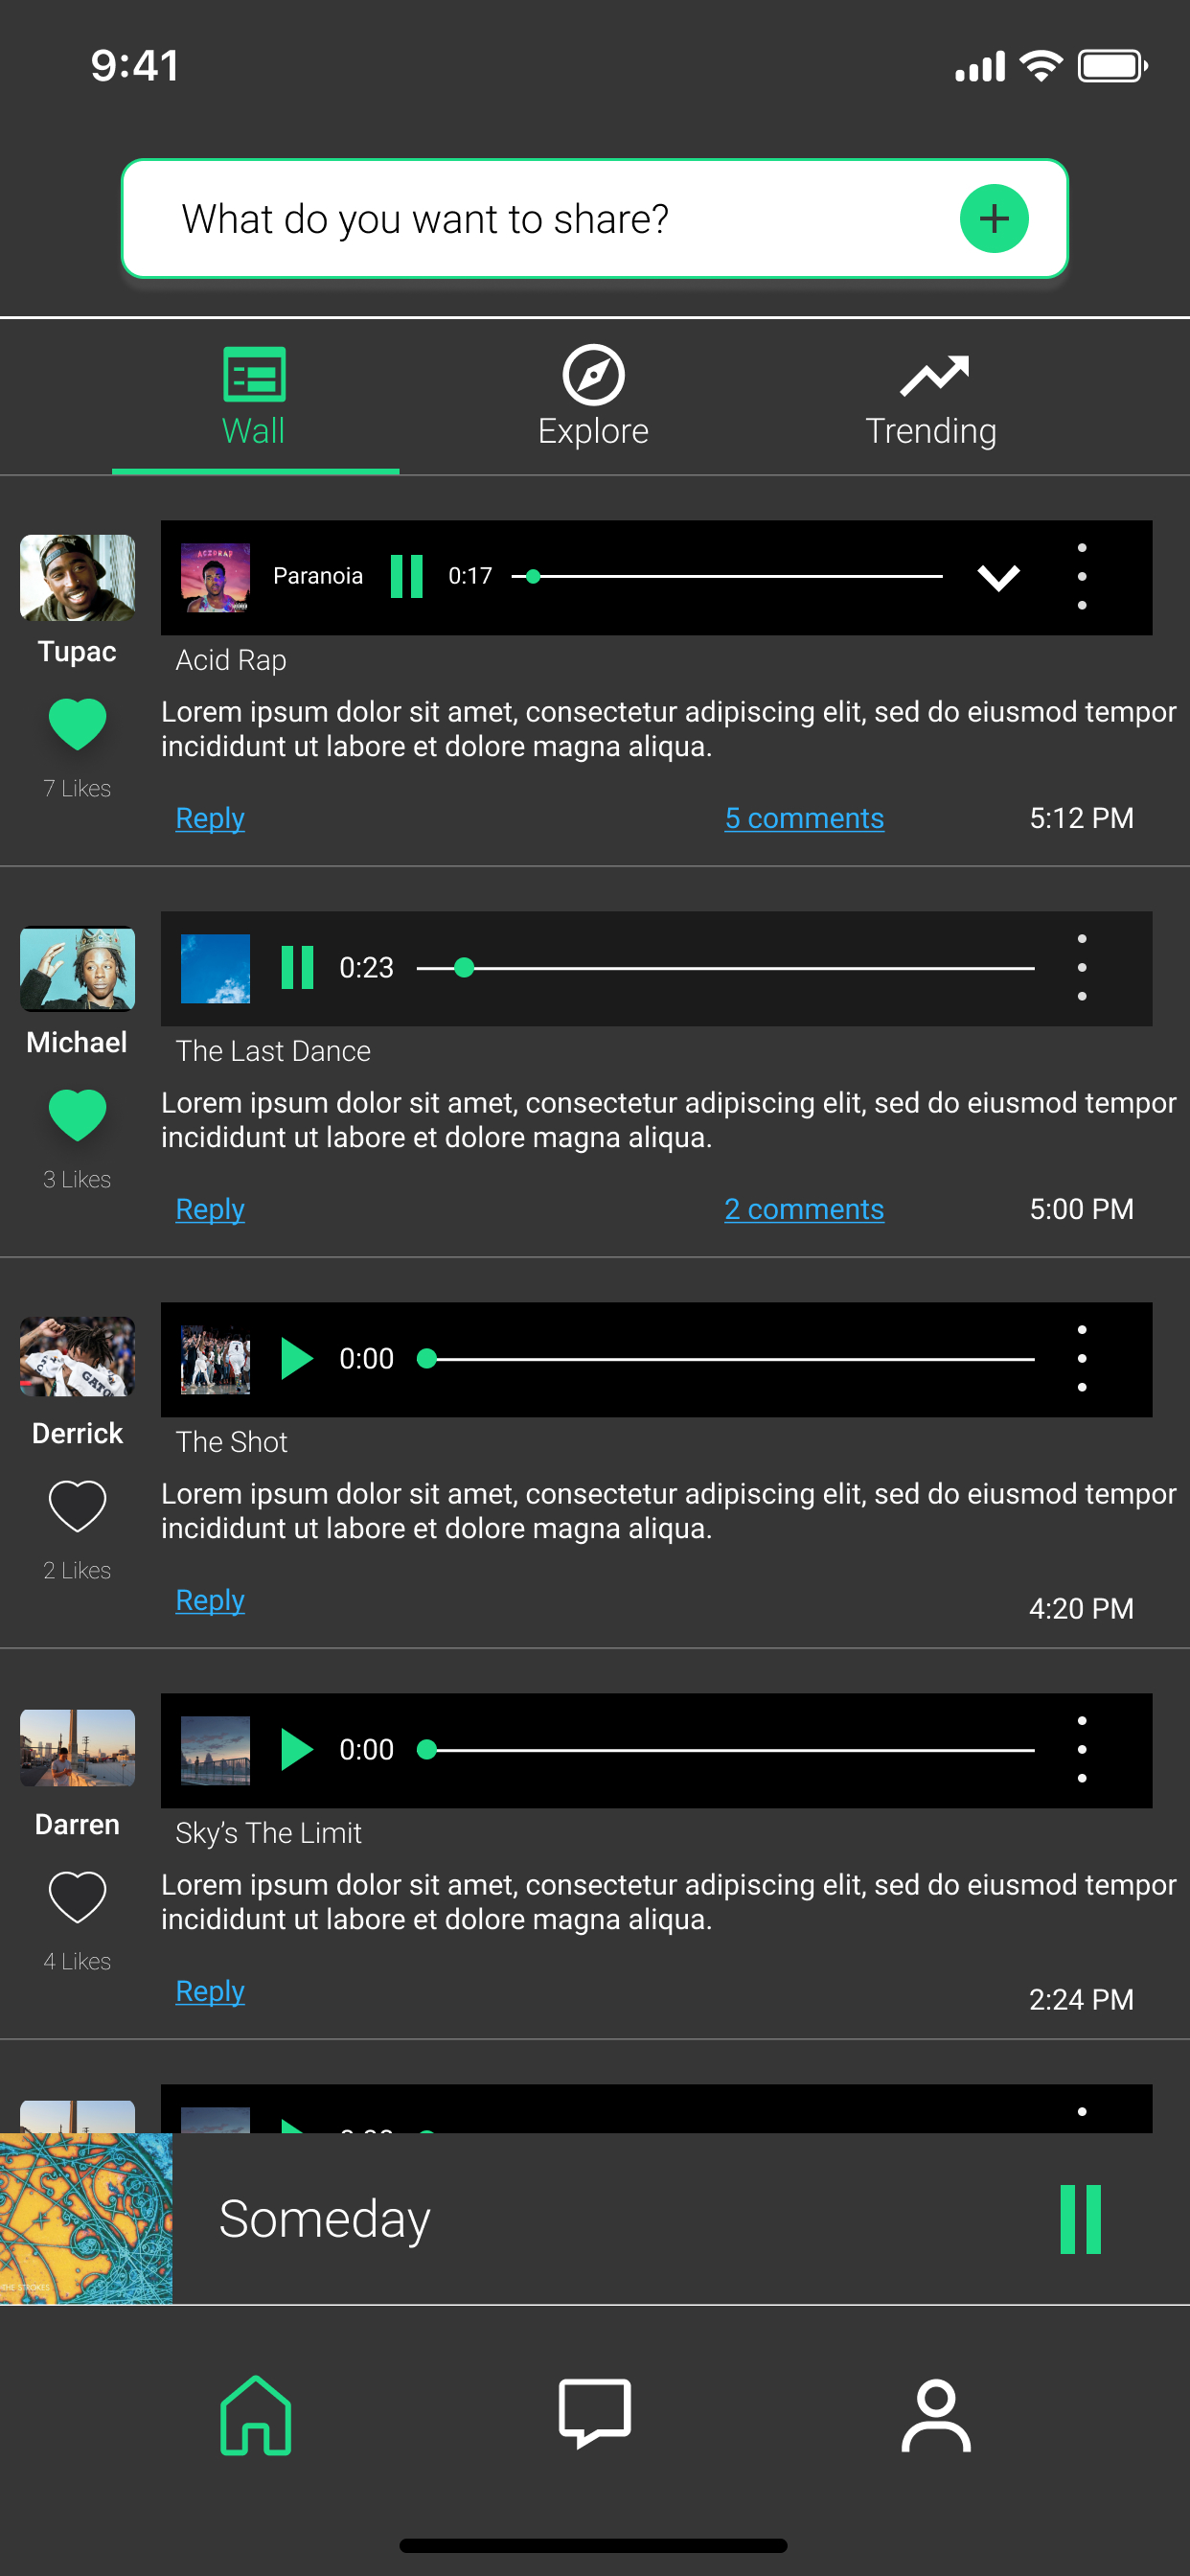 9:41
What do you want to share?
Wall
Explore
Trending
ACID RAP
Paranoia
0:17
Tupac
Acid Rap
Lorem ipsum dolor sit amet, consectetur adipiscing elit, sed do eiusmod tempor
incididunt ut labore et dolore magna aliqua.
7 Likes
Reply
5 comments
5:12 PM
0:23
Michael
The Last Dance
Lorem ipsum dolor sit amet, consectetur adipiscing elit, sed do eiusmod tempor
incididunt ut labore et dolore magna aliqua.
3 Likes
Reply
2 comments
5:00 PM
GATO
0:00
Derrick
The Shot
Lorem ipsum dolor sit amet, consectetur adipiscing elit, sed do eiusmod tempor
incididunt ut labore et dolore magna aliqua.
2 Likes
Reply
4:20 PM
0:00
Darren
Sky’s The Limit
Lorem ipsum dolor sit amet, consectetur adipiscing elit, sed do eiusmod tempor
incididunt ut labore et dolore magna aliqua.
4 Likes
Reply
2:24 PM
Someday
THE STROKES